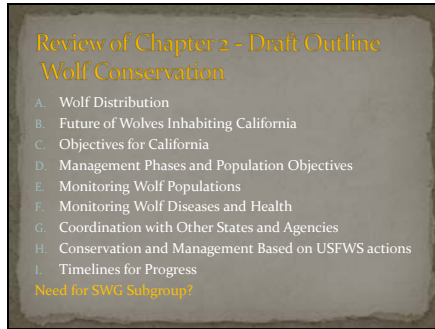 Review of Chapter 2 - Draft Outline
Wolf Conservation
A. Wolf Distribution
B. Future of Wolves Inhabiting California
C. Objectives for California
D. Management Phases and Population Objectives
E. Monitoring Wolf Populations
F. Monitoring Wolf Diseases and Health
G. Coordination with Other States and Agencies
H. Conservation and Management Based on USFWS actions
I. Timelines for Progress
Need for SWG Subgroup?